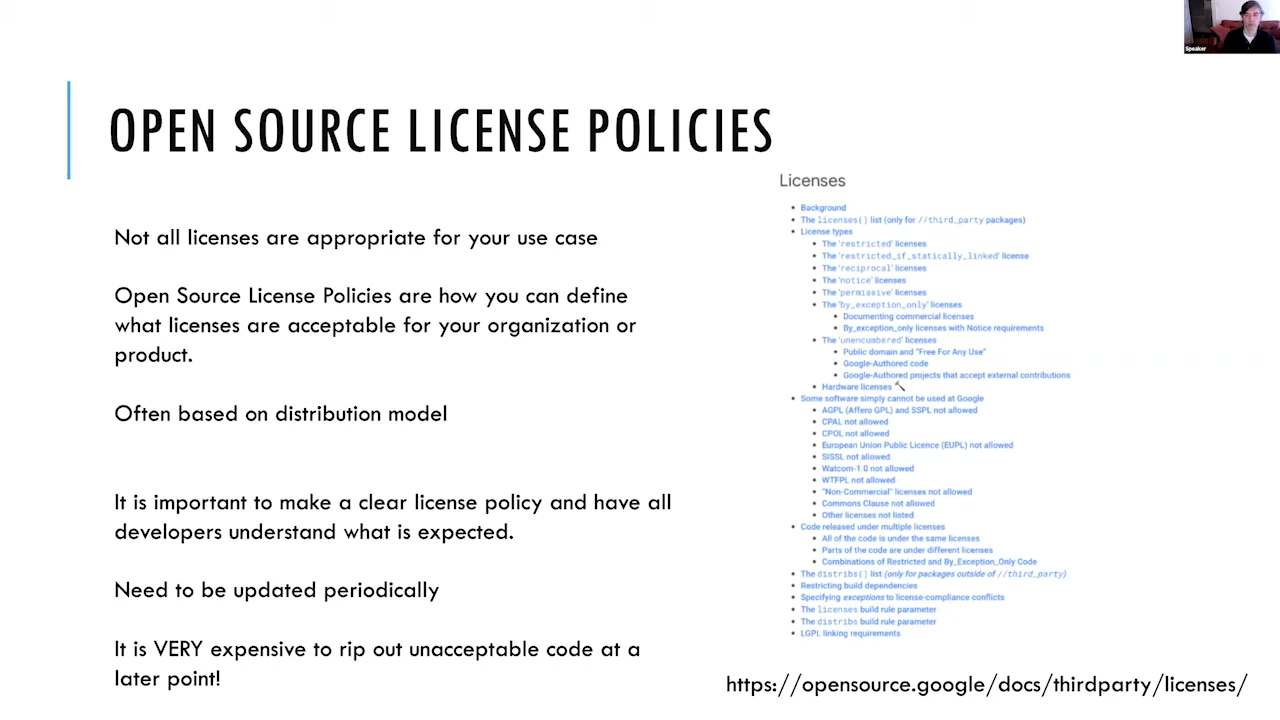 Speaker
OPEN SOURCE LICENSE POLICIES
Not all licenses are appropriate for your use case
Open Source License Policies are how you can define
what licenses are acceptable for your organization or
product.
Often based on distribution model
It is important to make a clear license policy and have all
developers understand what is expected.
Need to be updated periodically
It is VERY expensive to rip out unacceptable code at a
later point!
Licenses
Background
The licenses() list (only for //third_party packages)
License types
The 'restricted' licenses
The 'restricted_if_statically_linked' license
The 'reciprocal' licenses
The 'notice' licenses
The 'permissive' licenses
The 'by_exception_only' licenses
Documenting commercial licenses
By_exception_only licenses with Notice requirements
The 'unencumbered' licenses
Public domain and "Free For Any Use"
Google-Authored code
Google-Authored projects that accept external contributions
Hardware licenses
Some software simply cannot be used at Google
AGPL (Affero GPL) and SSPL not allowed
CPAL not allowed
CPOL not allowed
European Union Public Licence (EUPL) not allowed
SISSL not allowed
Watcom-1.0 not allowed
WTFPL not allowed
"Non-Commercial" licenses not allowed
Commons Clause not allowed
Other licenses not listed
Code released under multiple licenses
All of the code is under the same licenses
Parts of the code are under different licenses
Combinations of Restricted and By_Exception_Only Code
The distribs() list (only for packages outside of //third_party)
Restricting build dependencies
Specifying exceptions to license-compliance conflicts
The licenses build rule parameter
The distribs build rule parameter
LGPL linking requirements
https://opensource.google/docs/thirdparty/licenses/